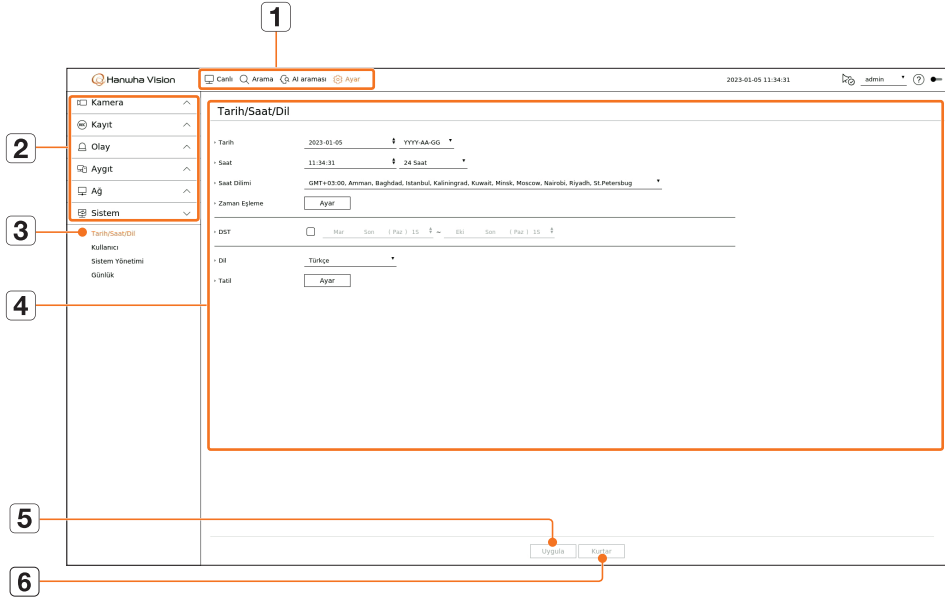 1
Hanwha Vision Canlı Arama AI araması Ayar 2023-01-05 11:34:31 admin ?
2
Kamera
Kayıt
Olay
Aygıt
Ağ
Sistem
3
Tarih/Saat/Dil
Kullanıcı
Sistem Yönetimi
Günlük
4
Tarih/Saat/Dil
Tarih 2023-01-05 YYYY-AA-GG
Saat 11:34:31 24 Saat
Saat Dilimi GMT+03:00, Amman, Baghdad, Istanbul, Kaliningrad, Kuwait, Minsk, Moscow, Nairobi, Riyadh, St.Petersbug
Zaman Eşleme Ayar
DST Mar Son ( Paz ) 15 ~ Eki Son ( Paz ) 15
Dil Türkçe
Tatil Ayar
5
Uygula Kurtar
6